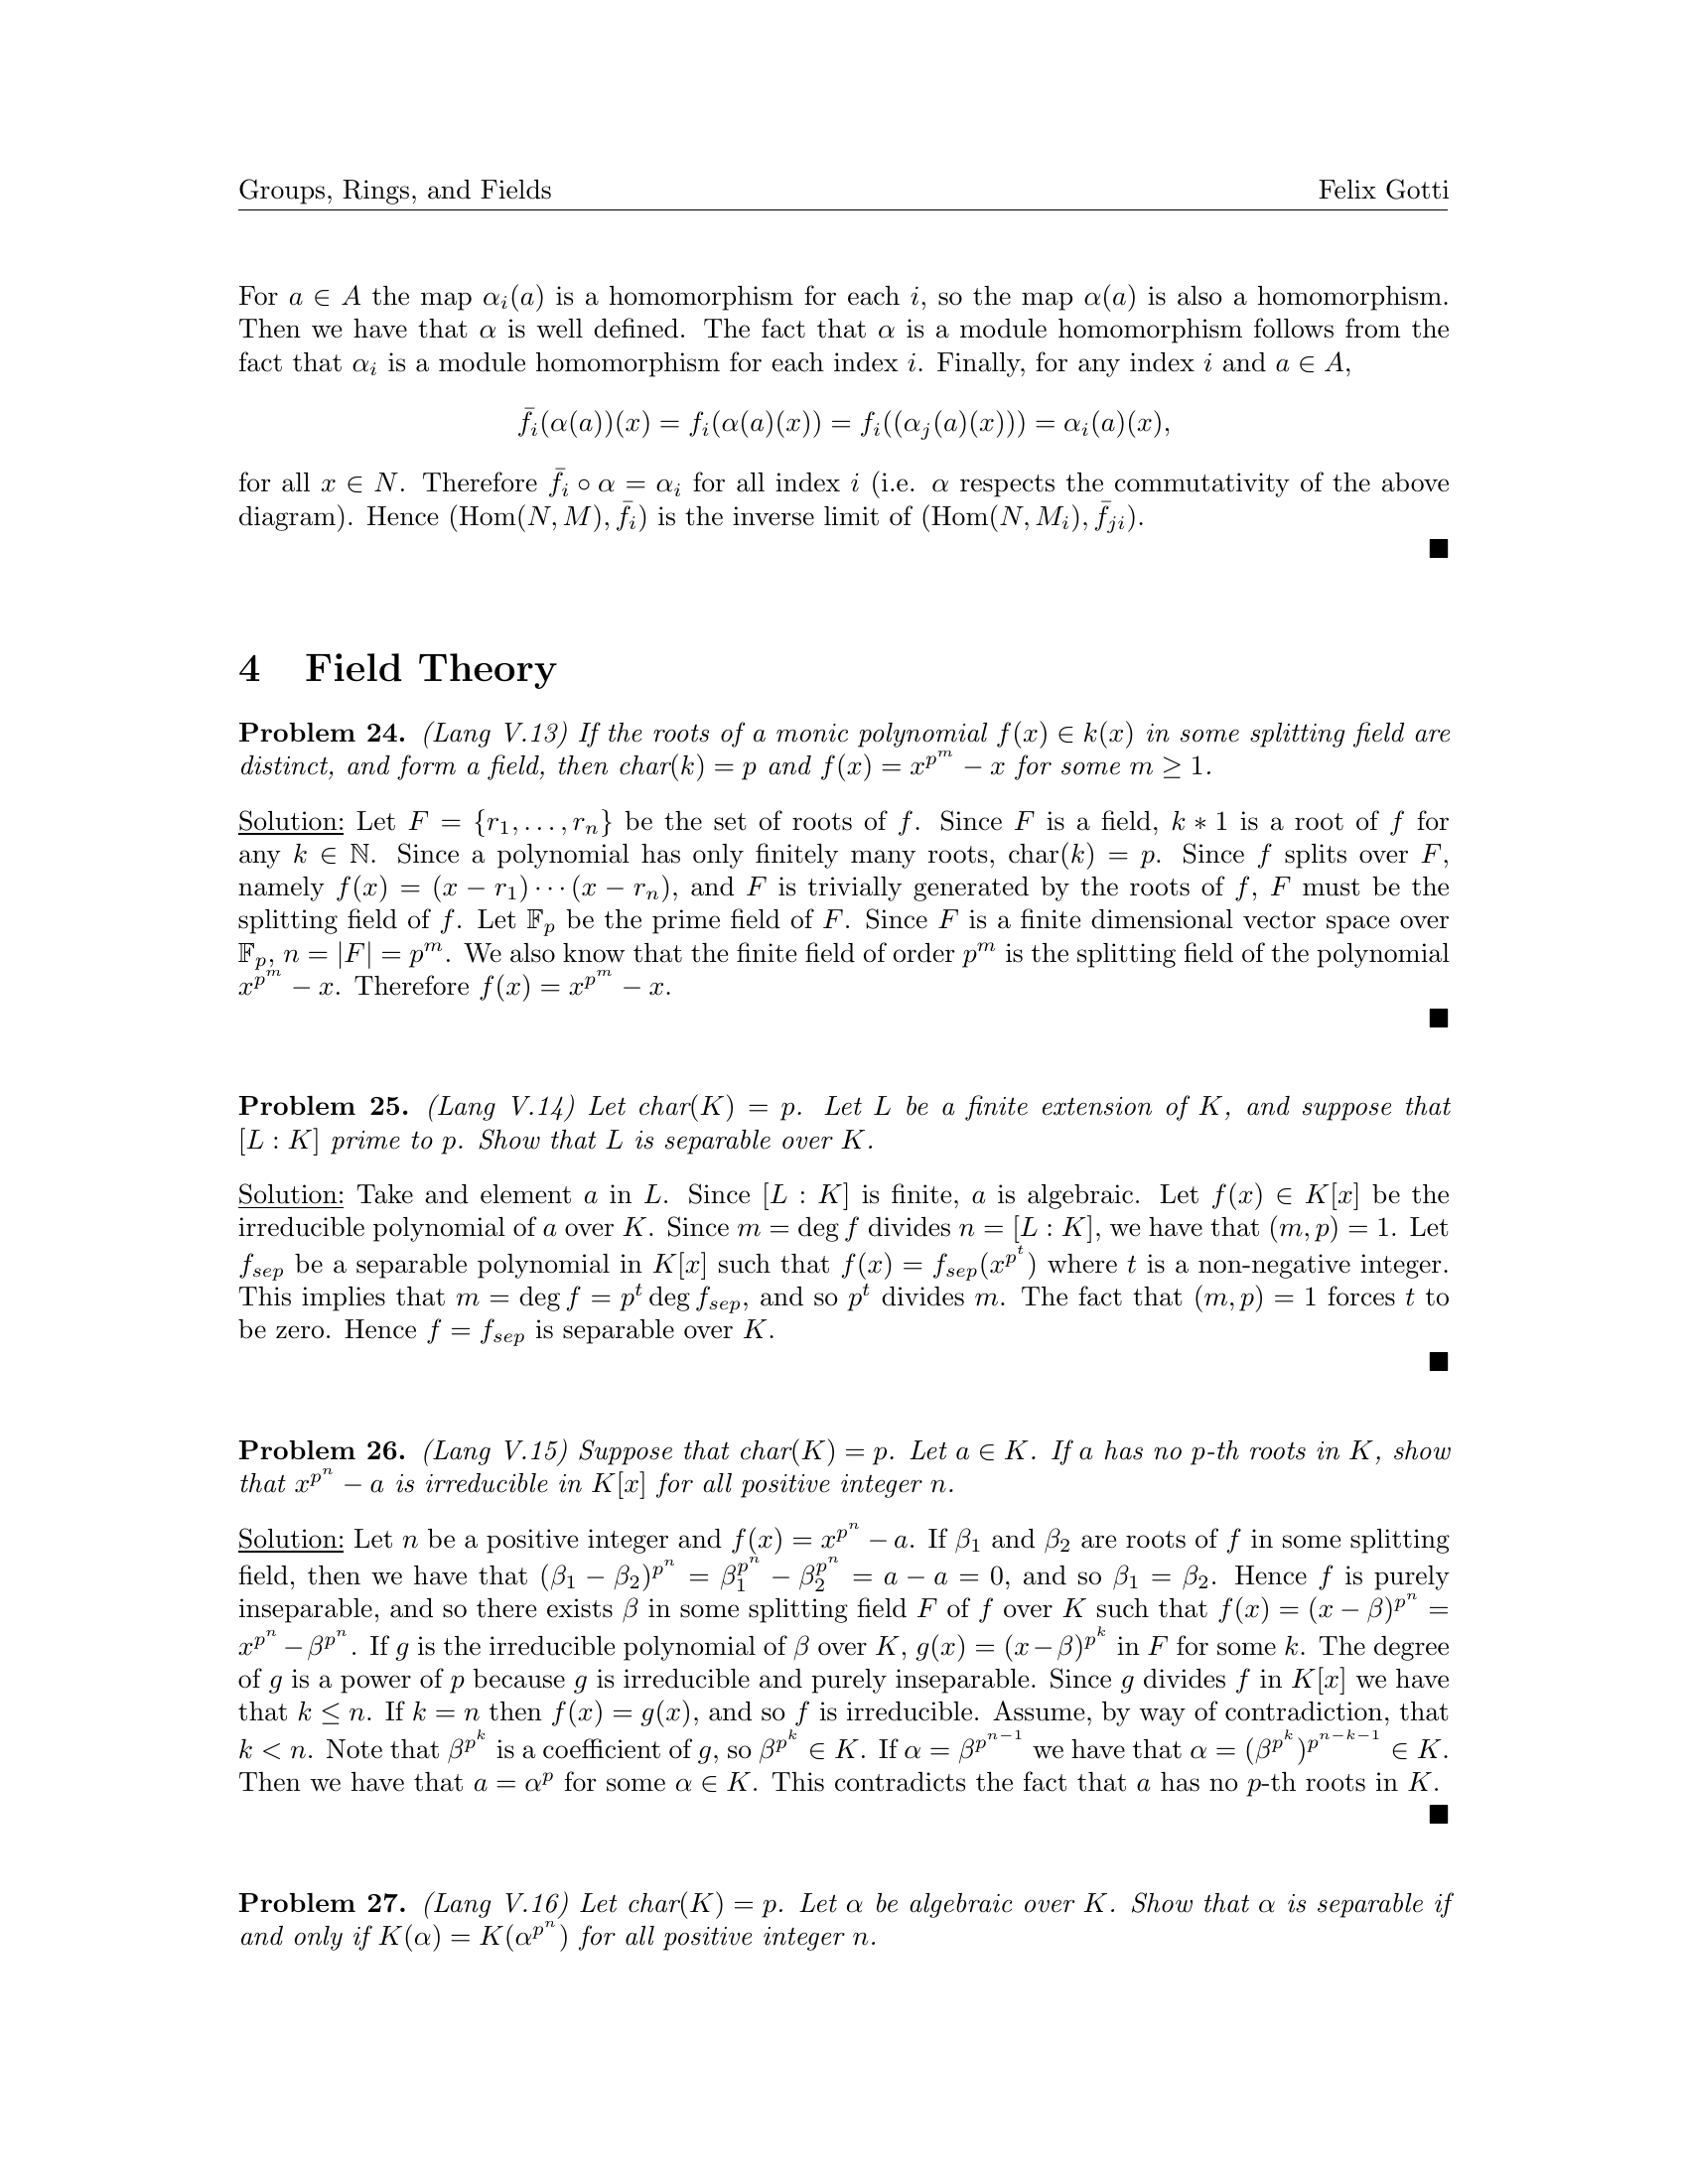 Groups, Rings, and Fields Felix Gotti
For $a \in A$ the map $\alpha_i(a)$ is a homomorphism for each $i$, so the map $\alpha(a)$ is also a homomorphism.
Then we have that $\alpha$ is well defined. The fact that $\alpha$ is a module homomorphism follows from the
fact that $\alpha_i$ is a module homomorphism for each index $i$. Finally, for any index $i$ and $a \in A$,
$\bar{f}_i(\alpha(a))(x) = f_i(\alpha(a)(x)) = f_i((\alpha_j(a)(x))) = \alpha_i(a)(x),$
for all $x \in N$. Therefore $\bar{f}_i \circ \alpha = \alpha_i$ for all index $i$ (i.e. $\alpha$ respects the commutativity of the above
diagram). Hence $(\text{Hom}(N, M), \bar{f}_i)$ is the inverse limit of $(\text{Hom}(N, M_i), \bar{f}_{ji})$.
■
4 Field Theory
Problem 24. (Lang V.13) If the roots of a monic polynomial $f(x) \in k(x)$ in some splitting field are
distinct, and form a field, then char$(k) = p$ and $f(x) = x^{p^m} - x$ for some $m \geq 1$.
Solution: Let $F = \{r_1, \ldots, r_n\}$ be the set of roots of $f$. Since $F$ is a field, $k * 1$ is a root of $f$ for
any $k \in \mathbb{N}$. Since a polynomial has only finitely many roots, char$(k) = p$. Since $f$ splits over $F$,
namely $f(x) = (x - r_1) \cdots (x - r_n)$, and $F$ is trivially generated by the roots of $f$, $F$ must be the
splitting field of $f$. Let $\mathbb{F}_p$ be the prime field of $F$. Since $F$ is a finite dimensional vector space over
$\mathbb{F}_p$, $n = |F| = p^m$. We also know that the finite field of order $p^m$ is the splitting field of the polynomial
$x^{p^m} - x$. Therefore $f(x) = x^{p^m} - x$.
■
Problem 25. (Lang V.14) Let char$(K) = p$. Let $L$ be a finite extension of $K$, and suppose that
$[L : K]$ prime to $p$. Show that $L$ is separable over $K$.
Solution: Take and element $a$ in $L$. Since $[L : K]$ is finite, $a$ is algebraic. Let $f(x) \in K[x]$ be the
irreducible polynomial of $a$ over $K$. Since $m = \deg f$ divides $n = [L : K]$, we have that $(m, p) = 1$. Let
$f_{sep}$ be a separable polynomial in $K[x]$ such that $f(x) = f_{sep}(x^{p^t})$ where $t$ is a non-negative integer.
This implies that $m = \deg f = p^t \deg f_{sep}$, and so $p^t$ divides $m$. The fact that $(m, p) = 1$ forces $t$ to
be zero. Hence $f = f_{sep}$ is separable over $K$.
■
Problem 26. (Lang V.15) Suppose that char$(K) = p$. Let $a \in K$. If $a$ has no $p$-th roots in $K$, show
that $x^{p^n} - a$ is irreducible in $K[x]$ for all positive integer $n$.
Solution: Let $n$ be a positive integer and $f(x) = x^{p^n} - a$. If $\beta_1$ and $\beta_2$ are roots of $f$ in some splitting
field, then we have that $(\beta_1 - \beta_2)^{p^n} = \beta_1^{p^n} - \beta_2^{p^n} = a - a = 0$, and so $\beta_1 = \beta_2$. Hence $f$ is purely
inseparable, and so there exists $\beta$ in some splitting field $F$ of $f$ over $K$ such that $f(x) = (x - \beta)^{p^n} =$
$x^{p^n} - \beta^{p^n}$. If $g$ is the irreducible polynomial of $\beta$ over $K$, $g(x) = (x - \beta)^{p^k}$ in $F$ for some $k$. The degree
of $g$ is a power of $p$ because $g$ is irreducible and purely inseparable. Since $g$ divides $f$ in $K[x]$ we have
that $k \leq n$. If $k = n$ then $f(x) = g(x)$, and so $f$ is irreducible. Assume, by way of contradiction, that
$k < n$. Note that $\beta^{p^k}$ is a coefficient of $g$, so $\beta^{p^k} \in K$. If $\alpha = \beta^{p^{n-1}}$ we have that $\alpha = (\beta^{p^k})^{p^{n-k-1}} \in K$.
Then we have that $a = \alpha^p$ for some $\alpha \in K$. This contradicts the fact that $a$ has no $p$-th roots in $K$.
■
Problem 27. (Lang V.16) Let char$(K) = p$. Let $\alpha$ be algebraic over $K$. Show that $\alpha$ is separable if
and only if $K(\alpha) = K(\alpha^{p^n})$ for all positive integer $n$.